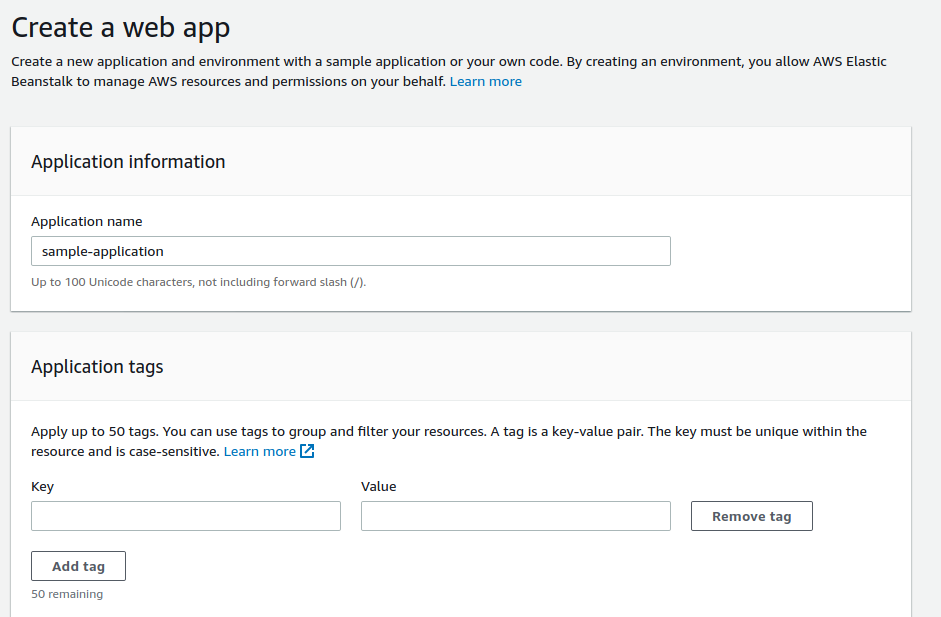 Create a web app
Create a new application and environment with a sample application or your own code. By creating an environment, you allow AWS Elastic
Beanstalk to manage AWS resources and permissions on your behalf. Learn more
Application information
Application name
sample-application
Up to 100 Unicode characters, not including forward slash (/).
Application tags
Apply up to 50 tags. You can use tags to group and filter your resources. A tag is a key-value pair. The key must be unique within the
resource and is case-sensitive. Learn more
Key Value
Remove tag
Add tag
50 remaining